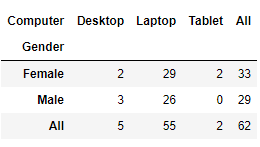 Computer Desktop Laptop Tablet All
Gender
Female 2 29 2 33
Male 3 26 0 29
All 5 55 2 62